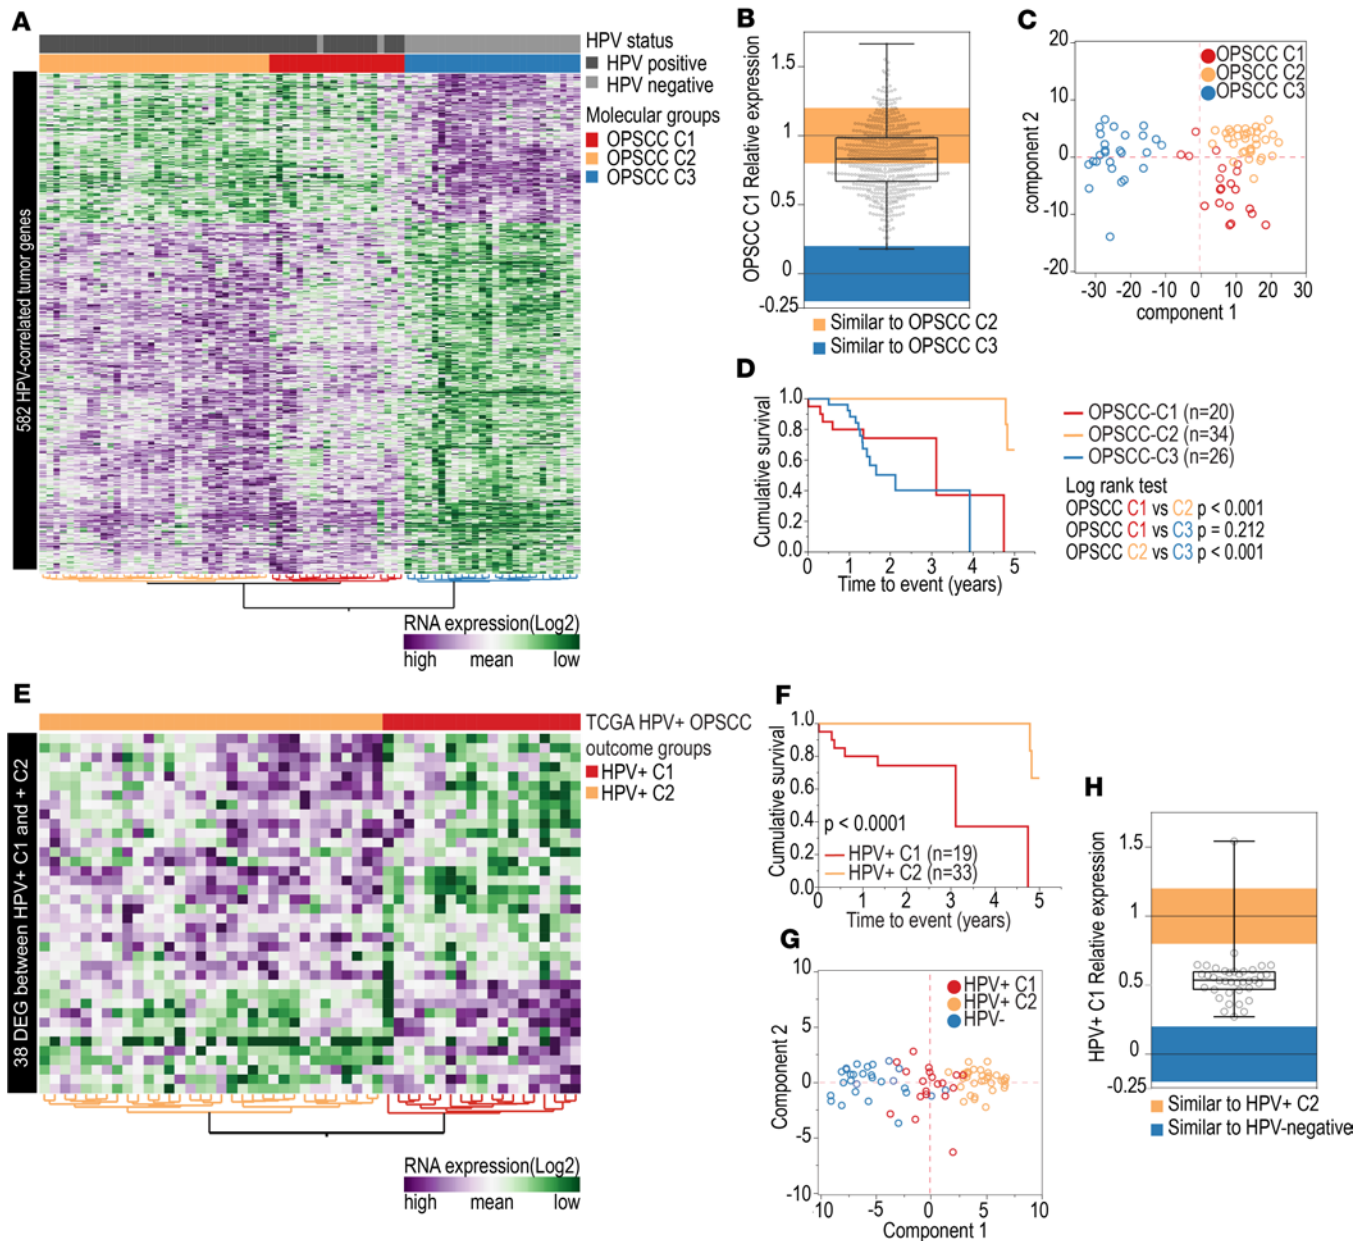 A
HPV status
HPV positive
HPV negative
Molecular groups
OPSCC C1
OPSCC C2
OPSCC C3
582 HPV-correlated tumor genes
RNA expression(Log2)
high mean low
B
OPSCC C1 Relative expression
1.5
1
0.5
0
-0.25
Similar to OPSCC C2
Similar to OPSCC C3
C
OPSCC C1
OPSCC C2
OPSCC C3
component 2
20
10
0
-10
-20
-30 -20 -10 0 10 20 30
component 1
D
Cumulative survival
1.0
0.8
0.6
0.4
0.2
0.0
0 1 2 3 4 5
Time to event (years)
OPSCC-C1 (n=20)
OPSCC-C2 (n=34)
OPSCC-C3 (n=26)
Log rank test
OPSCC C1 vs C2 p < 0.001
OPSCC C1 vs C3 p = 0.212
OPSCC C2 vs C3 p < 0.001
E
TCGA HPV+ OPSCC
outcome groups
HPV+ C1
HPV+ C2
38 DEG between HPV+ C1 and + C2
RNA expression(Log2)
high mean low
F
Cumulative survival
1.0
0.8
0.6
0.4
0.2
0.0
p < 0.0001
HPV+ C1 (n=19)
HPV+ C2 (n=33)
0 1 2 3 4 5
Time to event (years)
G
HPV+ C1
HPV+ C2
HPV-
Component 2
10
5
0
-5
-10
-10 -5 0 5 10
Component 1
H
HPV+ C1 Relative expression
1.5
1
0.5
0
-0.25
Similar to HPV+ C2
Similar to HPV-negative